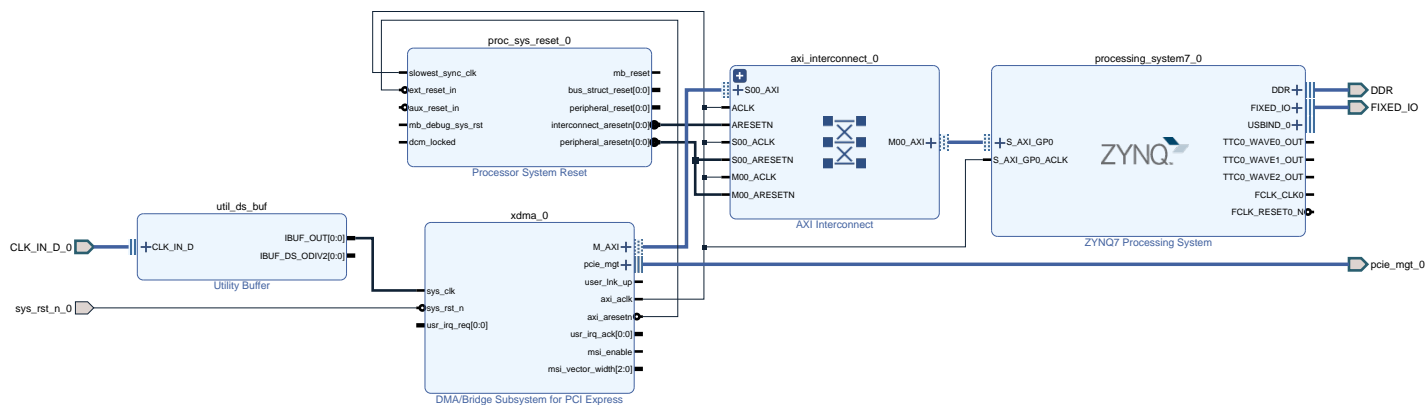 proc_sys_reset_0
slowest_sync_clk
ext_reset_in
aux_reset_in
mb_debug_sys_rst
dcm_locked
mb_reset
bus_struct_reset[0:0]
peripheral_reset[0:0]
interconnect_aresetn[0:0]
peripheral_aresetn[0:0]
Processor System Reset
axi_interconnect_0
S00_AXI
ACLK
ARESETN
S00_ACLK
S00_ARESETN
M00_ACLK
M00_ARESETN
M00_AXI
AXI Interconnect
processing_system7_0
S_AXI_GP0
S_AXI_GP0_ACLK
ZYNQ
DDR
FIXED_IO
USBIND_0
TTC0_WAVE0_OUT
TTC0_WAVE1_OUT
TTC0_WAVE2_OUT
FCLK_CLK0
FCLK_RESET0_N
ZYNQ7 Processing System
DDR
FIXED_IO
util_ds_buf
CLK_IN_D_0
CLK_IN_D
IBUF_OUT[0:0]
IBUF_DS_ODIV2[0:0]
Utility Buffer
sys_rst_n_0
xdma_0
sys_clk
sys_rst_n
usr_irq_req[0:0]
M_AXI
pcie_mgt
user_lnk_up
axi_aclk
axi_aresetn
usr_irq_ack[0:0]
msi_enable
msi_vector_width[2:0]
DMA/Bridge Subsystem for PCI Express
pcie_mgt_0